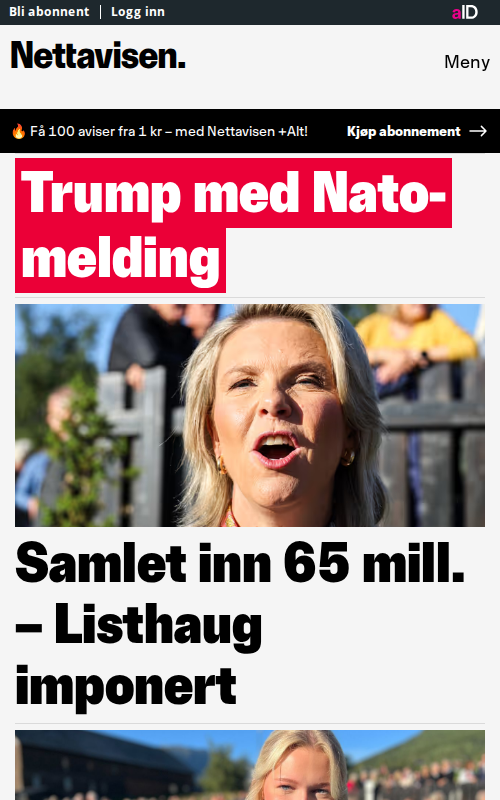 Bli abonnent | Logg inn
aID
Nettavisen.
Meny
🔥 Få 100 aviser fra 1 kr – med Nettavisen +Alt!
Kjøp abonnement →
Trump med Nato-
melding
Samlet inn 65 mill.
– Listhaug
imponert